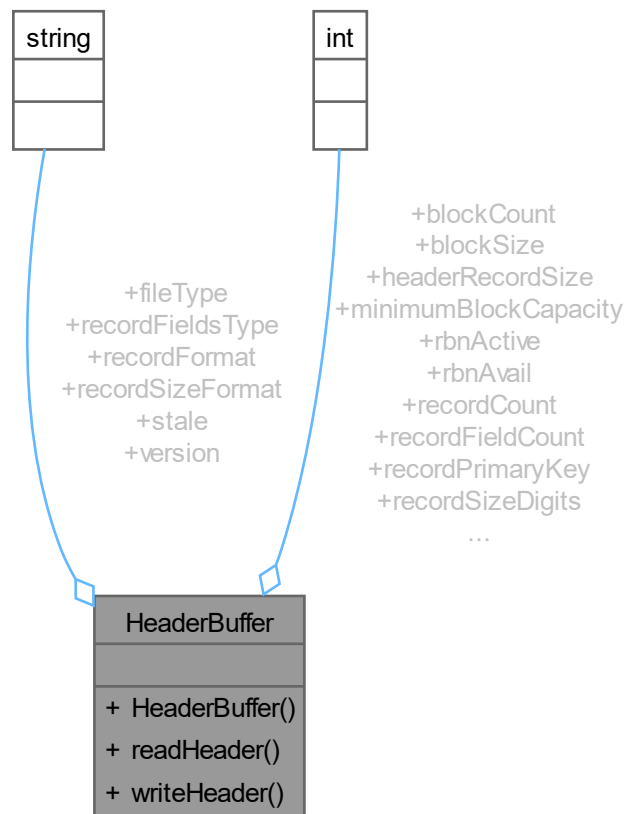 string
int
+blockCount
+blockSize
+headerRecordSize
+minimumBlockCapacity
+rbnActive
+rbnAvail
+recordCount
+recordFieldCount
+recordPrimaryKey
+recordSizeDigits
...
+fileType
+recordFieldsType
+recordFormat
+recordSizeFormat
+stale
+version
HeaderBuffer
+ HeaderBuffer()
+ readHeader()
+ writeHeader()